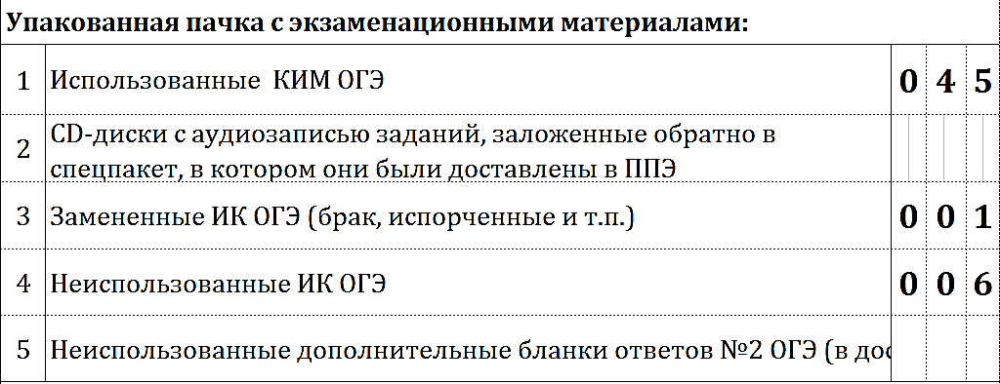 Упакованная пачка с экзаменационными материалами:
1 Использованные КИМ ОГЭ 0 4 5
2 CD-диски с аудиозаписью заданий, заложенные обратно в
спецпакет, в котором они были доставлены в ППЭ
3 Замененные ИК ОГЭ (брак, испорченные и т.п.) 0 0 1
4 Неиспользованные ИК ОГЭ 0 0 6
5 Неиспользованные дополнительные бланки ответов №2 ОГЭ (в дос